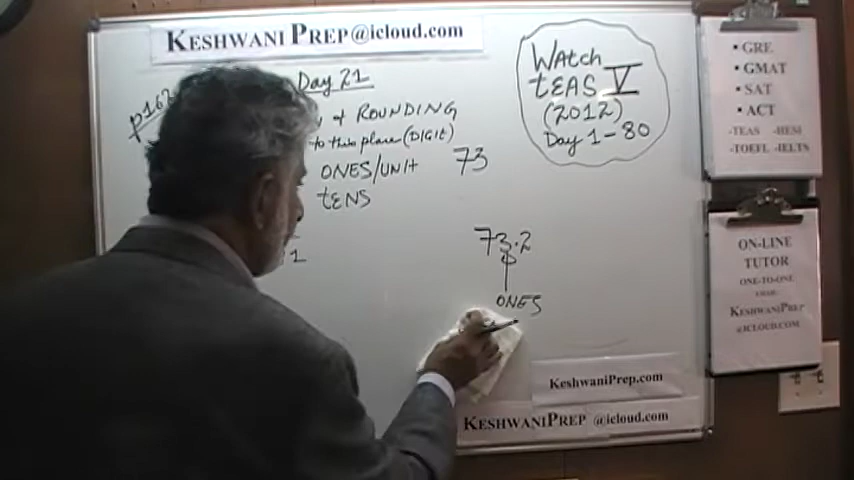 KESHWANI PREP@icloud.com
p162
Day 21
& ROUNDING
to this place (DIGIT)
ONES/UNIT 73
tENS
1
73.2
ONES
WAtch
tEAS V
(2012)
Day 1-80
KeshwaniPrep.com
KESHWANIPREP @icloud.com
▪ GRE
▪ GMAT
▪ SAT
▪ ACT
-TEAS -HESI
-TOEFL -IELTS
ON-LINE
TUTOR
ONE-TO-ONE
KESHWANIPREP
@ICLOUD.COM